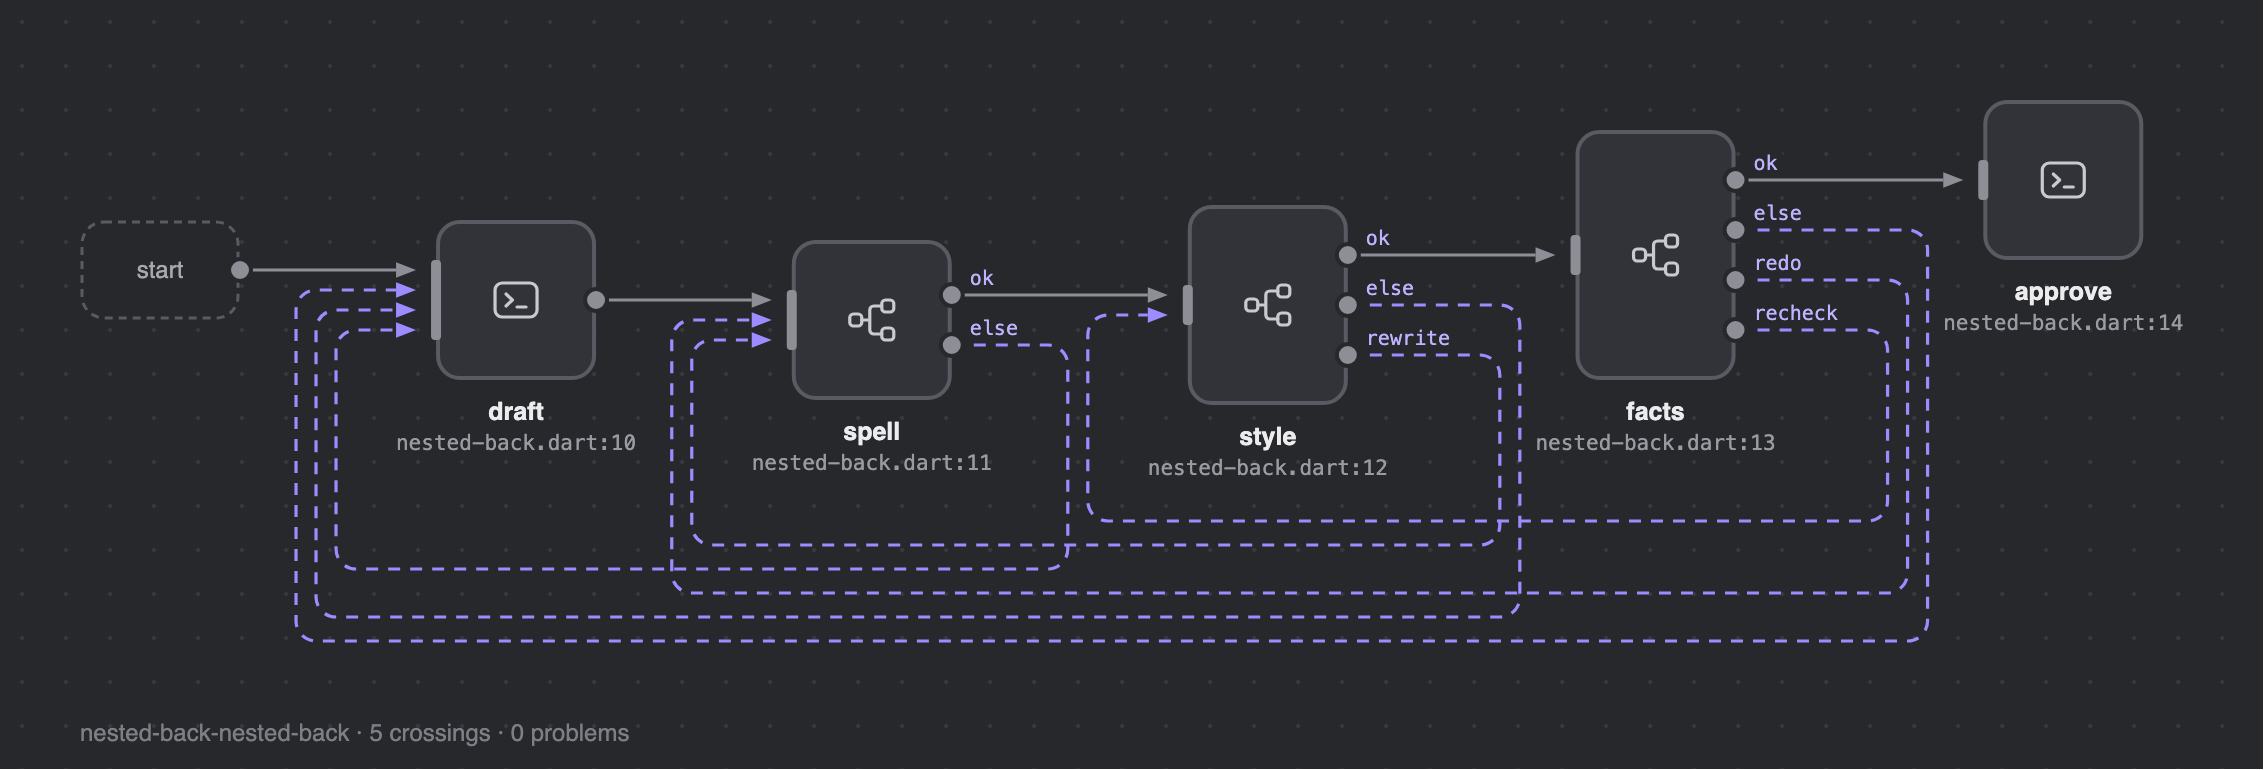 start
draft
nested-back.dart:10
ok
else
spell
nested-back.dart:11
ok
else
rewrite
style
nested-back.dart:12
ok
else
redo
recheck
facts
nested-back.dart:13
approve
nested-back.dart:14
nested-back-nested-back · 5 crossings · 0 problems